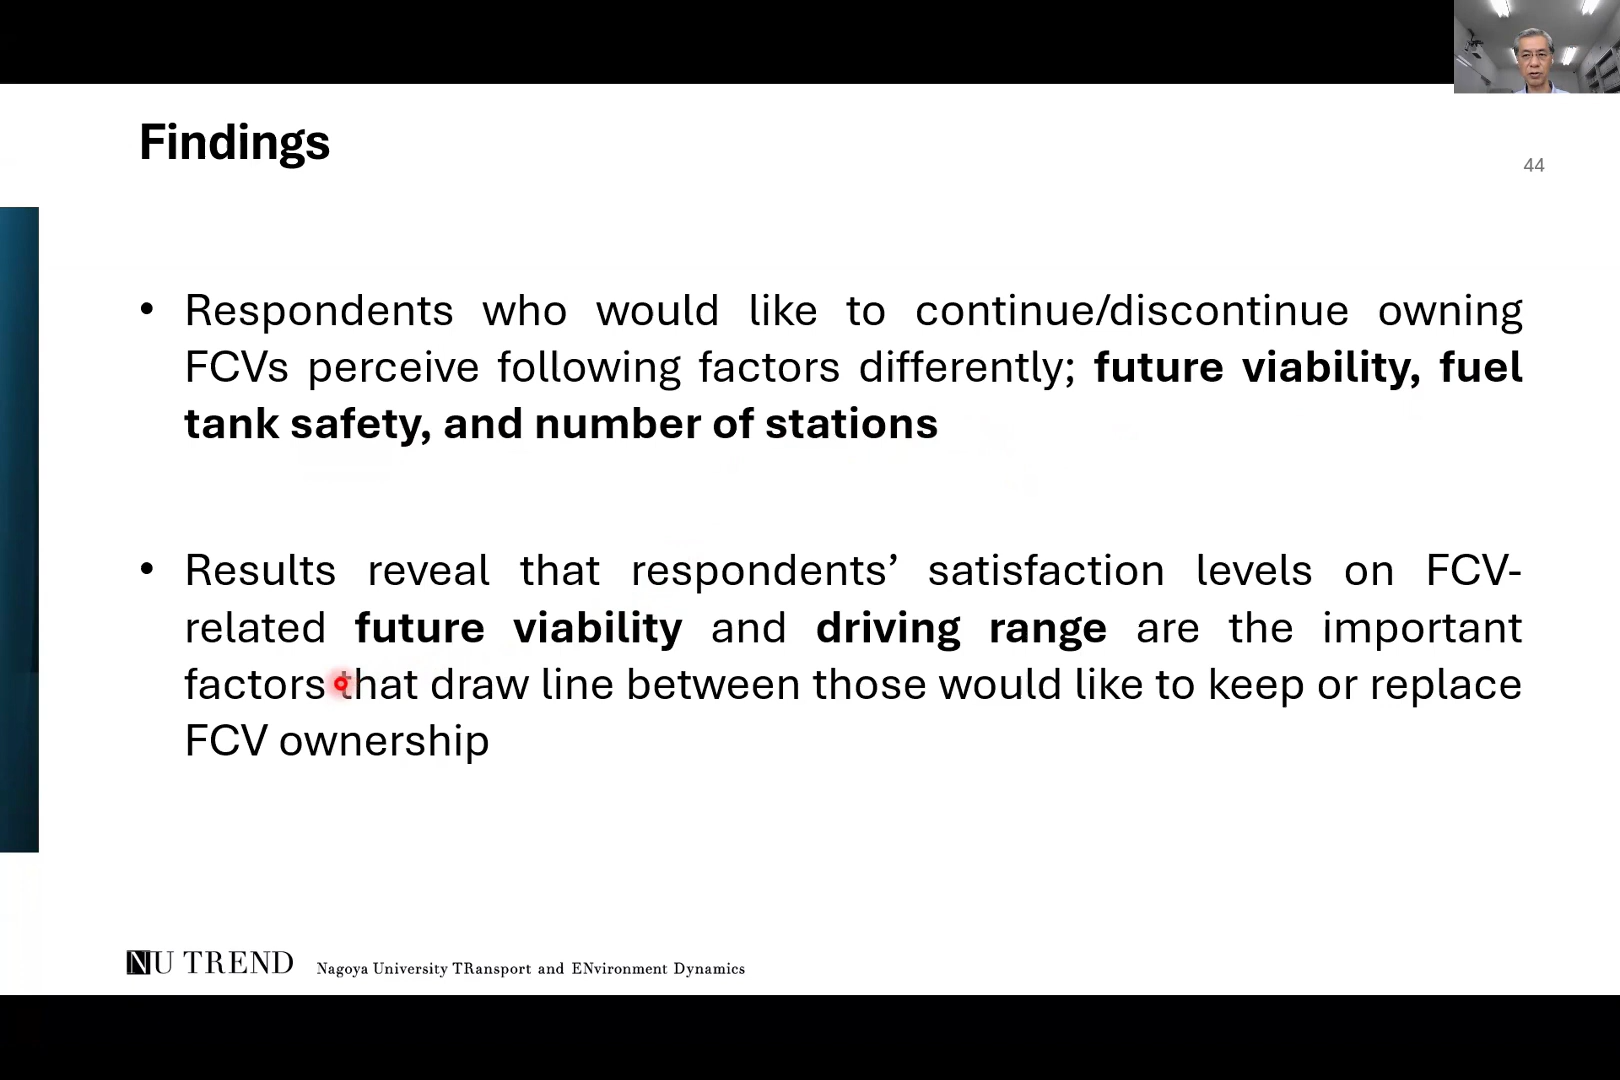 Findings
44
• Respondents who would like to continue/discontinue owning
FCVs perceive following factors differently; future viability, fuel
tank safety, and number of stations
• Results reveal that respondents’ satisfaction levels on FCV-
related future viability and driving range are the important
factors that draw line between those would like to keep or replace
FCV ownership
NU TREND Nagoya University TRansport and ENvironment Dynamics